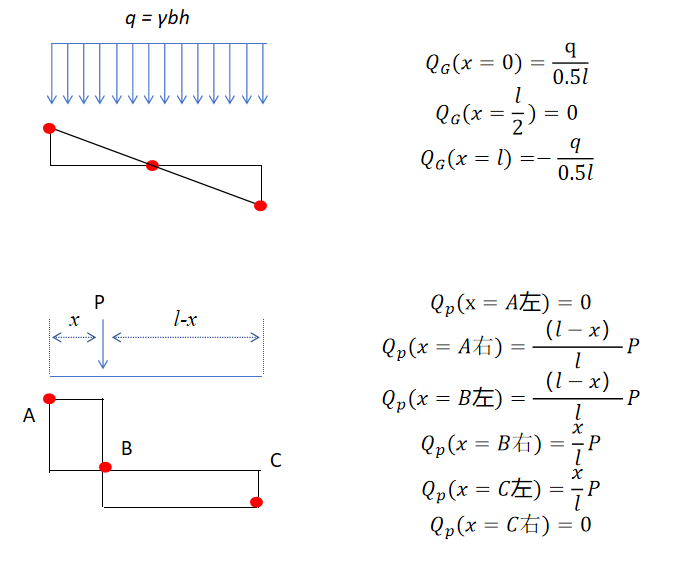 q = γbh
Q_G(x = 0) = q/0.5l
Q_G(x = l/2) = 0
Q_G(x = l) =− q/0.5l
P
x
l-x
A
B
C
Q_p(x = A左) = 0
Q_p(x = A右) = (l − x)/l P
Q_p(x = B左) = (l − x)/l P
Q_p(x = B右) = x/l P
Q_p(x = C左) = x/l P
Q_p(x = C右) = 0